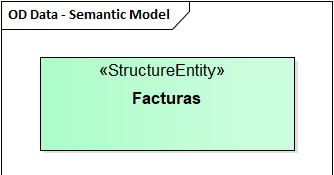 OD Data - Semantic Model
«StructureEntity»
Facturas